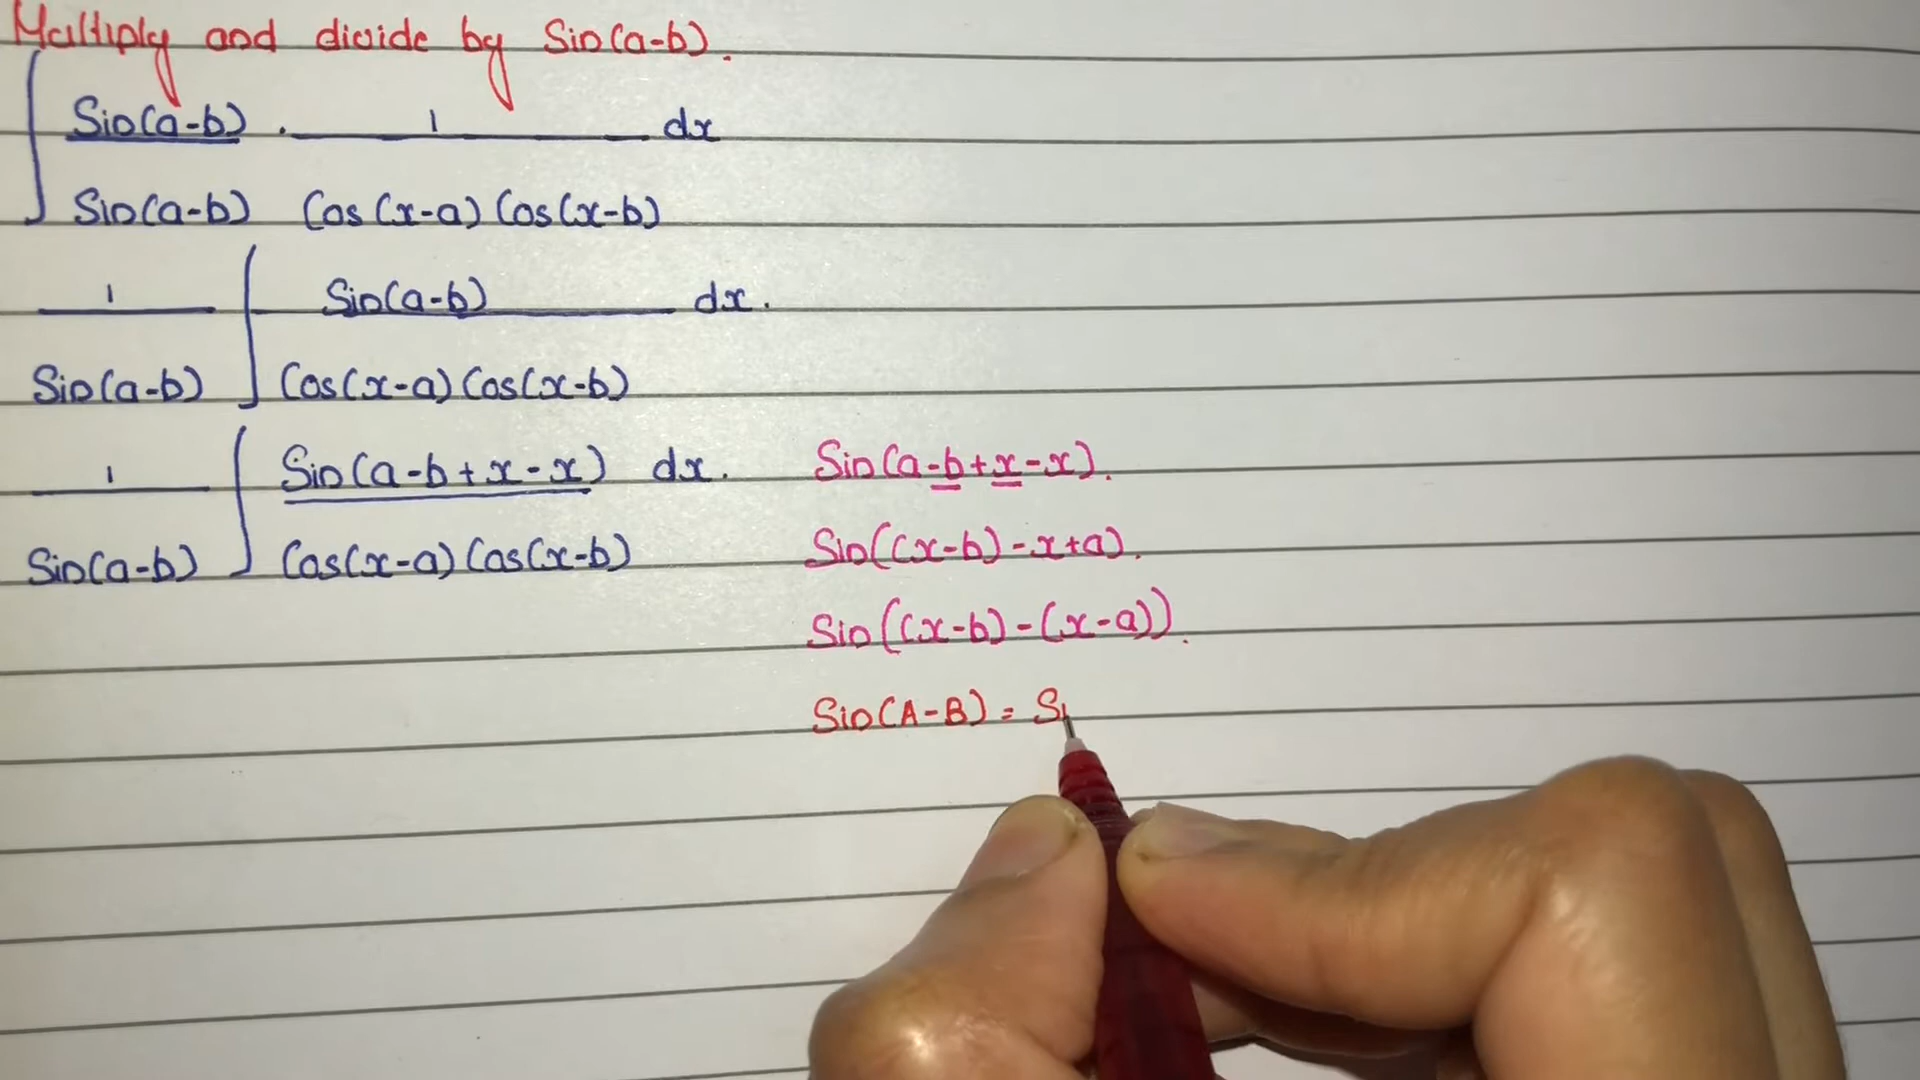 Multiply and divide by Sin(a-b).
∫ Sin(a-b) . 1 dx
Sin(a-b) Cos(x-a) Cos(x-b)
1 ∫ Sin(a-b) dx.
Sin(a-b) Cos(x-a) Cos(x-b)
1 ∫ Sin(a-b+x-x) dx.
Sin(a-b) Cos(x-a) Cos(x-b)
Sin(a-b+x-x).
Sin((x-b)-x+a).
Sin((x-b)-(x-a)).
Sin(A-B) = Si